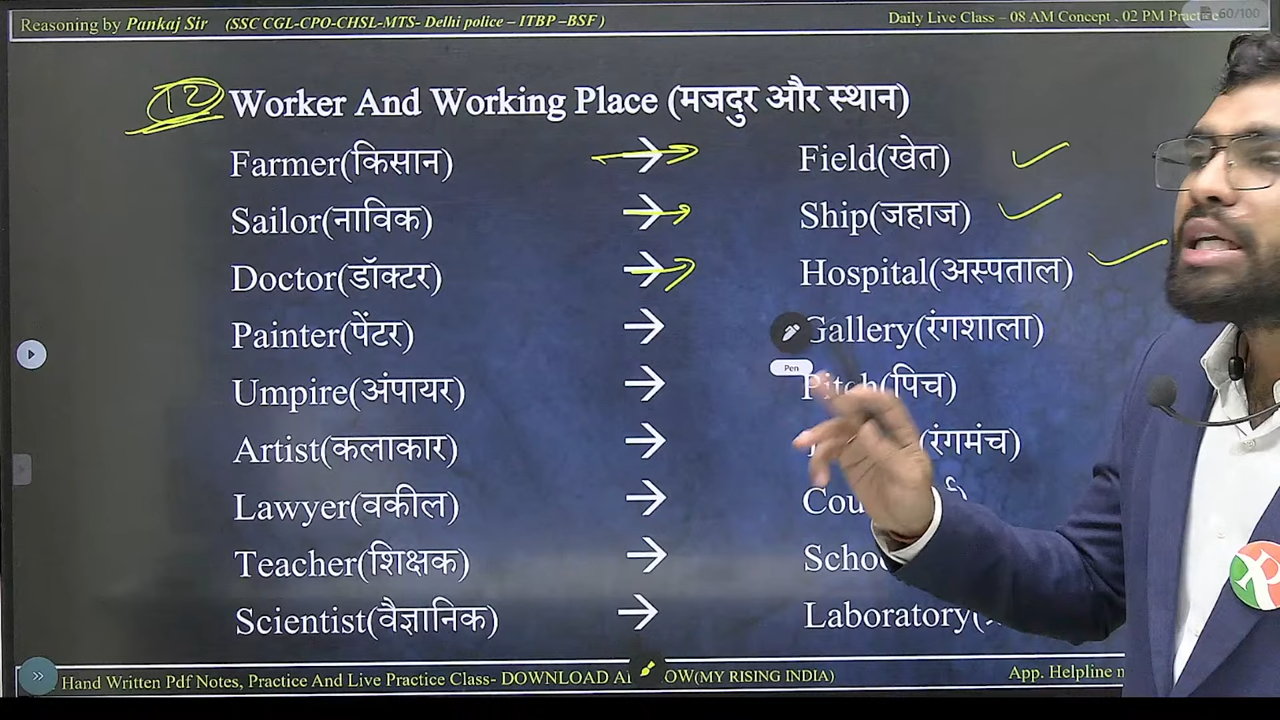 Reasoning by Pankaj Sir (SSC CGL-CPO-CHSL-MTS- Delhi police – ITBP –BSF ) Daily Live Class – 08 AM Concept , 02 PM Practice
60/100
12 Worker And Working Place (मजदुर और स्थान)
Farmer(किसान) → Field(खेत)
Sailor(नाविक) → Ship(जहाज)
Doctor(डॉक्टर) → Hospital(अस्पताल)
Painter(पेंटर) → Gallery(रंगशाला)
Pen
Umpire(अंपायर) → Pitch(पिच)
Artist(कलाकार) → (रंगमंच)
Lawyer(वकील) → Cou
Teacher(शिक्षक) → Schoo
Scientist(वैज्ञानिक) → Laboratory(
Hand Written Pdf Notes, Practice And Live Practice Class- DOWNLOAD A OW(MY RISING INDIA) App. Helpline n